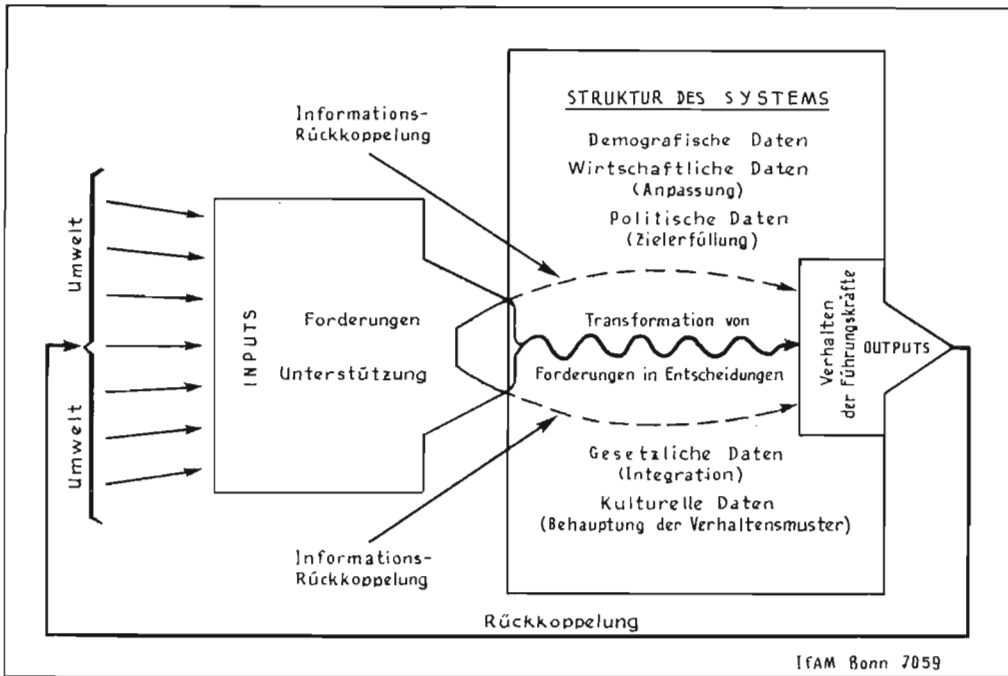 Umwelt
Umwelt
INPUTS
Forderungen
Unterstützung
Informations-
Rückkoppelung
Informations-
Rückkoppelung
STRUKTUR DES SYSTEMS
Demografische Daten
Wirtschaftliche Daten
(Anpassung)
Politische Daten
(Zielerfüllung)
Transformation von
Forderungen in Entscheidungen
Gesetzliche Daten
(Integration)
Kulturelle Daten
(Behauptung der Verhaltensmuster)
Verhalten
der Führungskräfte
OUTPUTS
Rückkoppelung
IfAM Bonn 7059